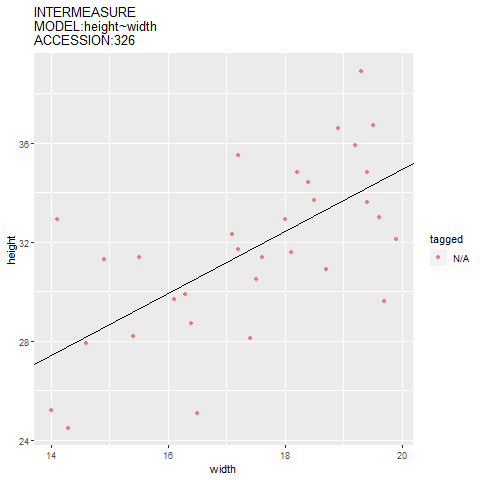 INTERMEASURE
MODEL:height~width
ACCESSION:326
height
36
32
28
24
14
16
18
20
width
tagged
N/A